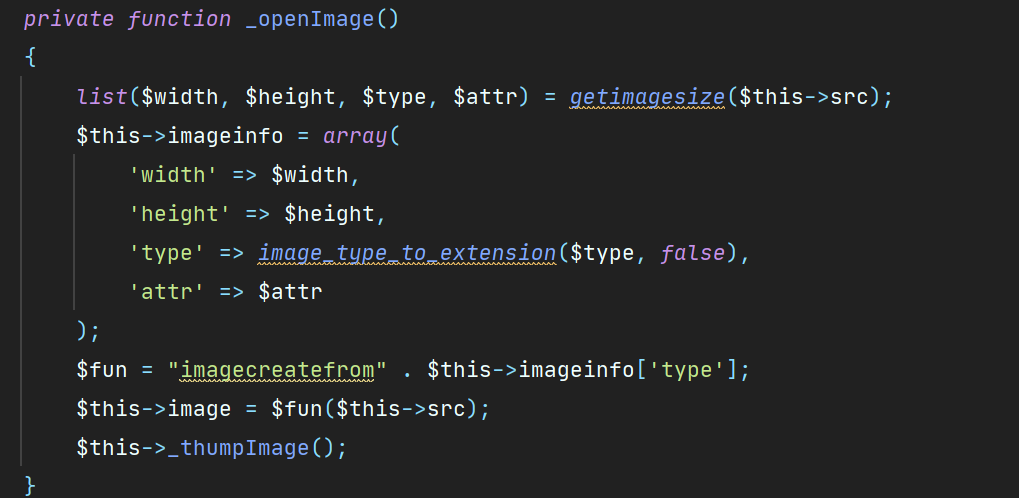 private function _openImage()
{
    list($width, $height, $type, $attr) = getimagesize($this->src);
    $this->imageinfo = array(
        'width' => $width,
        'height' => $height,
        'type' => image_type_to_extension($type, false),
        'attr' => $attr
    );
    $fun = "imagecreatefrom" . $this->imageinfo['type'];
    $this->image = $fun($this->src);
    $this->_thumpImage();
}